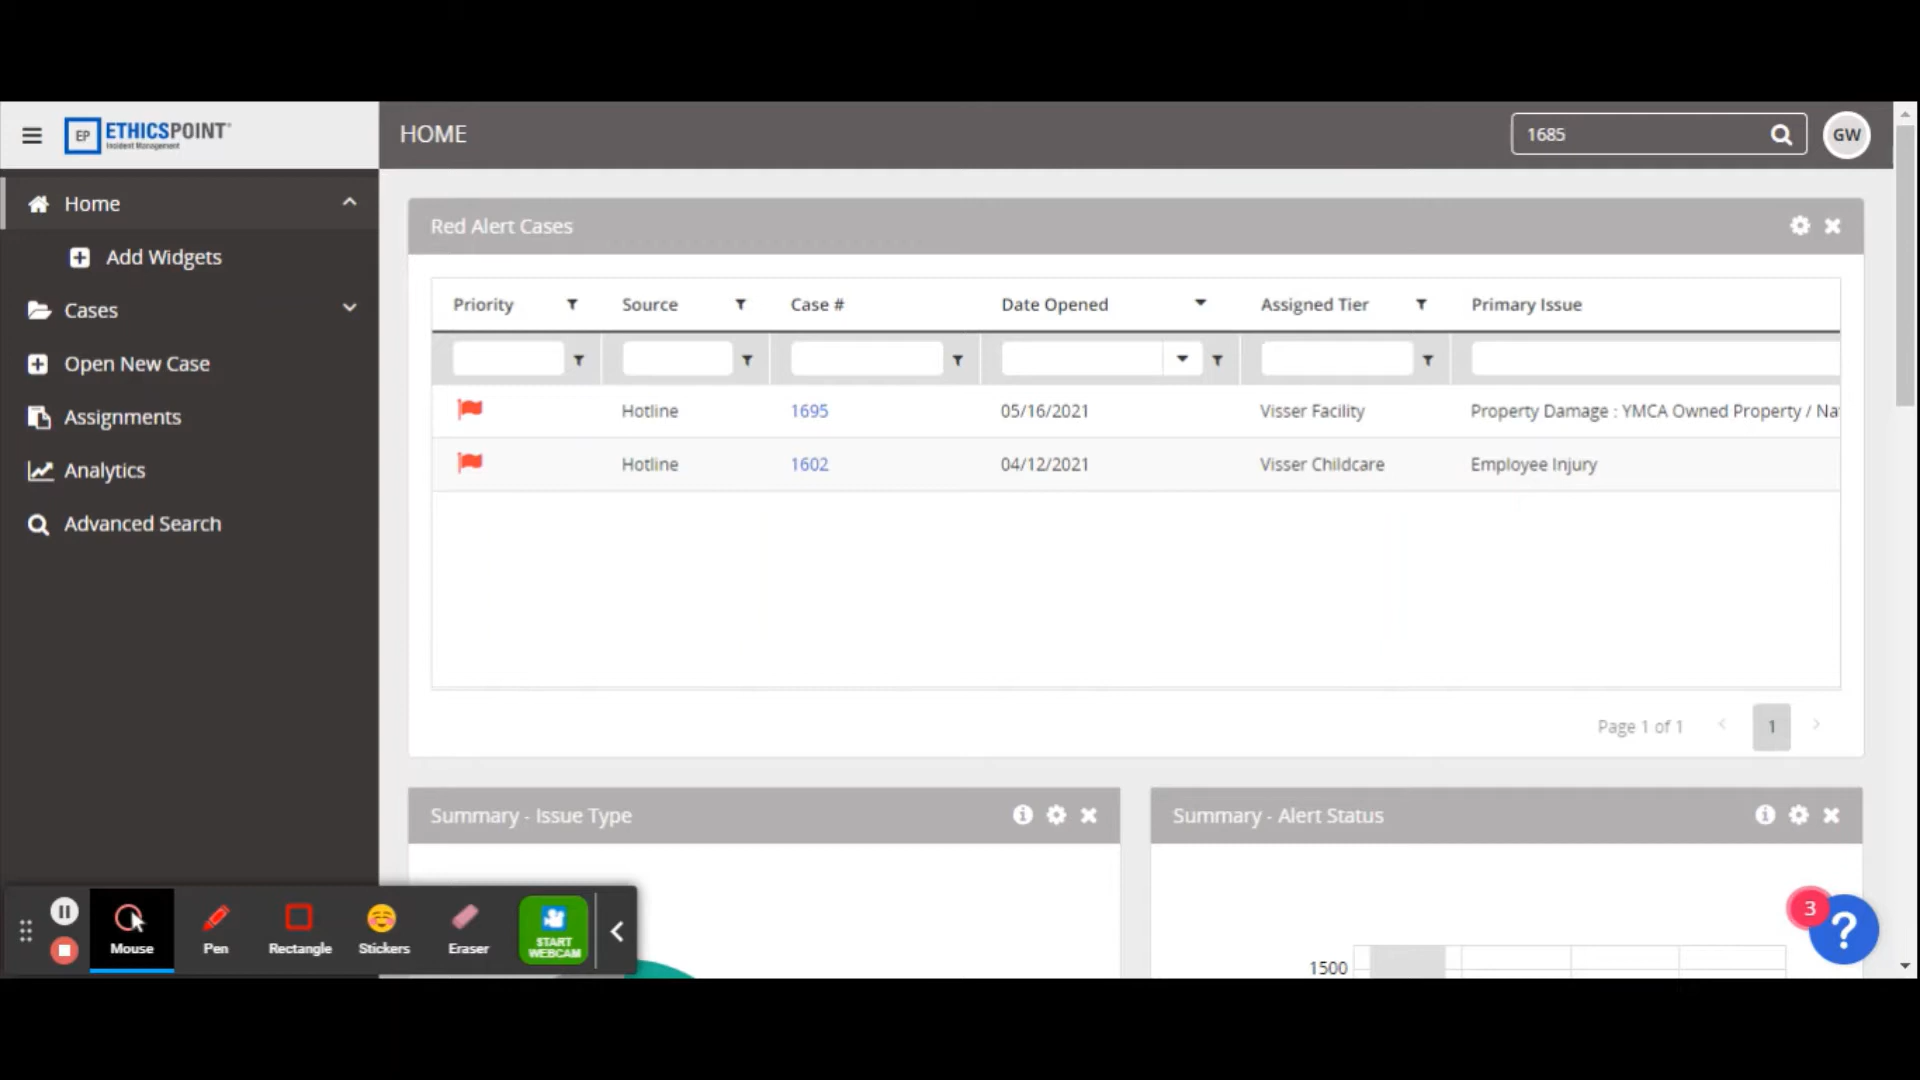 EP ETHICSPOINT
Incident Management
HOME
1685
GW
Home
Add Widgets
Cases
Open New Case
Assignments
Analytics
Advanced Search
Red Alert Cases
Priority Source Case # Date Opened Assigned Tier Primary Issue
Hotline 1695 05/16/2021 Visser Facility Property Damage : YMCA Owned Property / Na
Hotline 1602 04/12/2021 Visser Childcare Employee Injury
Page 1 of 1 < 1 >
Summary - Issue Type
Summary - Alert Status
1500
3
?
Mouse
Pen
Rectangle
Stickers
Eraser
START
WEBCAM